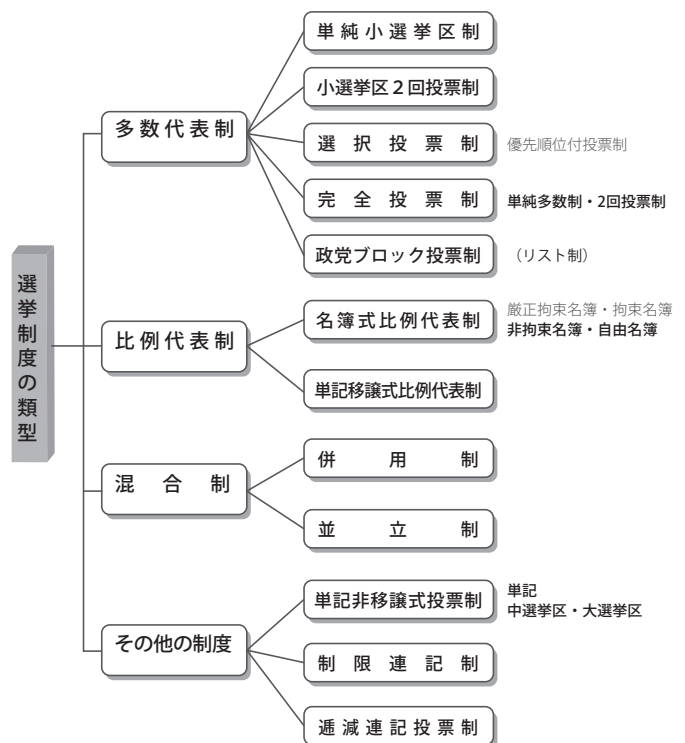 選挙制度の類型
多数代表制
単純小選挙区制
小選挙区２回投票制
選択投票制
優先順位付投票制
完全投票制
単純多数制・2回投票制
政党ブロック投票制
（リスト制）
比例代表制
名簿式比例代表制
厳正拘束名簿・拘束名簿
非拘束名簿・自由名簿
単記移譲式比例代表制
混合制
併用制
並立制
その他の制度
単記非移譲式投票制
単記
中選挙区・大選挙区
制限連記制
逓減連記投票制